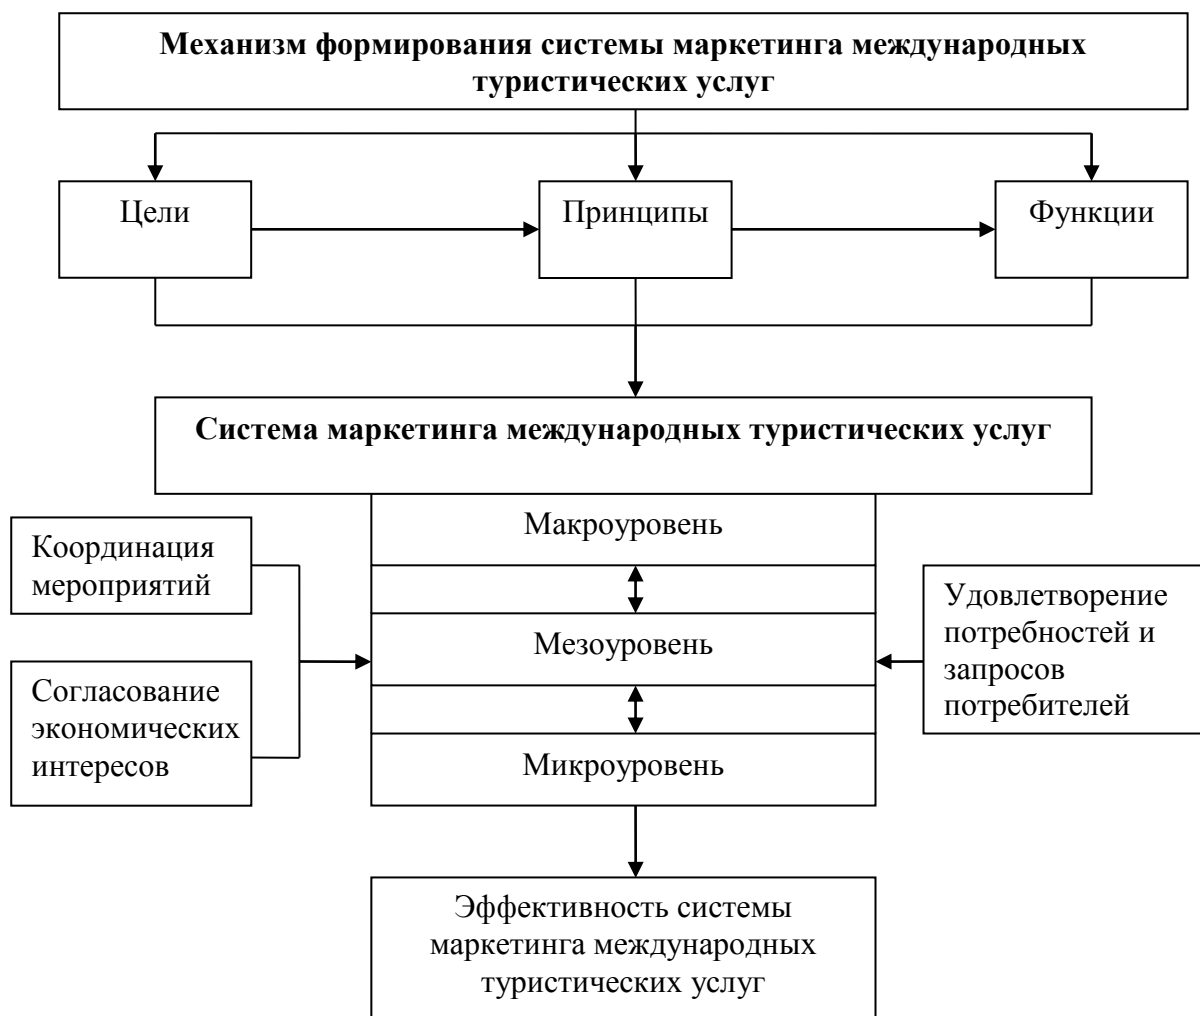 Механизм формирования системы маркетинга международных
туристических услуг
Цели
Принципы
Функции
Система маркетинга международных туристических услуг
Макроуровень
Координация
мероприятий
Мезоуровень
Удовлетворение
потребностей и
запросов
потребителей
Согласование
экономических
интересов
Микроуровень
Эффективность системы
маркетинга международных
туристических услуг